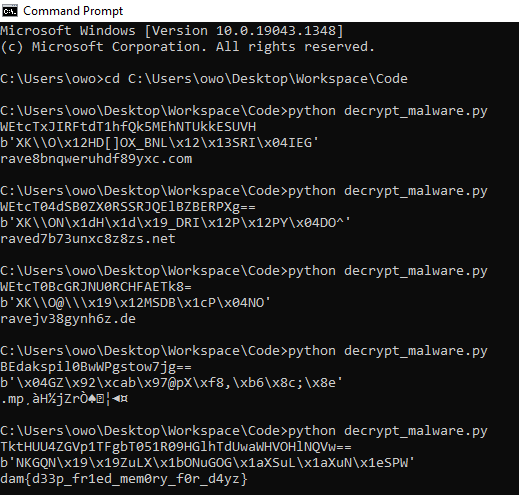 Command Prompt
Microsoft Windows [Version 10.0.19043.1348]
(c) Microsoft Corporation. All rights reserved.
C:\Users\owo>cd C:\Users\owo\Desktop\Workspace\Code
C:\Users\owo\Desktop\Workspace\Code>python decrypt_malware.py
WEtcTxJIRFtdT1hfQk5MEhNTUkkESUVH
b'XK\\O\x12HD[]OX_BNL\x12\x13SRI\x04IEG'
rave8bnqweruhdf89yxc.com
C:\Users\owo\Desktop\Workspace\Code>python decrypt_malware.py
WEtcT04dSB0ZX0RSSRJQElBZBERPXg==
b'XK\\ON\x1dH\x1d\x19_DRI\x12P\x12PY\x04DO^'
raved7b73unxc8z8zs.net
C:\Users\owo\Desktop\Workspace\Code>python decrypt_malware.py
WEtcT0BcGRJNU0RCHFAETk8=
b'XK\\O@\\\x19\x12MSDB\x1cP\x04NO'
ravejv38gynh6z.de
C:\Users\owo\Desktop\Workspace\Code>python decrypt_malware.py
BEdakspil0BwWPgstow7jg==
b'\x04GZ\x92\xcab\x97@pX\xf8,\xb6\x8c;\x8e'
C:\Users\owo\Desktop\Workspace\Code>python decrypt_malware.py
TktHUU4ZGVp1TFgbT051R09HGlhTdUwaWHVOHlNQVw==
b'NKGQN\x19\x19ZuLX\x1bONuGOG\x1aXSuL\x1aXuN\x1eSPW'
dam{d33p_fr1ed_mem0ry_f0r_d4yz}